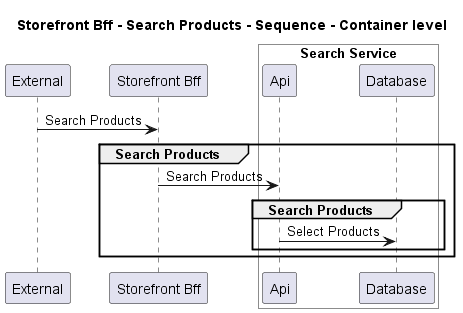 Storefront Bff - Search Products - Sequence - Container level
Search Service
External
Storefront Bff
Api
Database
Search Products
Search Products
Search Products
Search Products
Select Products
External
Storefront Bff
Api
Database